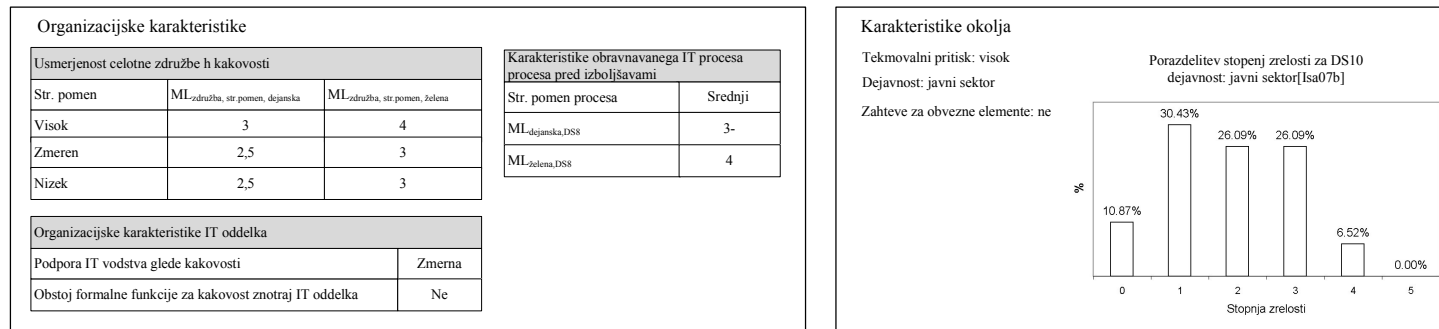 Organizacijske karakteristike
Usmerjenost celotne združbe h kakovosti
Str. pomen MLzdružba, str.pomen, dejanska MLzdružba, str.pomen, želena
Visok 3 4
Zmeren 2,5 3
Nizek 2,5 3
Organizacijske karakteristike IT oddelka
Podpora IT vodstva glede kakovosti Zmerna
Obstoj formalne funkcije za kakovost znotraj IT oddelka Ne
Karakteristike obravnavanega IT procesa
procesa pred izboljšavami
Str. pomen procesa Srednji
MLdejanska,DS8 3-
MLželena,DS8 4
Karakteristike okolja
Tekmovalni pritisk: visok
Dejavnost: javni sektor
Zahteve za obvezne elemente: ne
Porazdelitev stopenj zrelosti za DS10
dejavnost: javni sektor[Isa07b]
%
10.87%
30.43%
26.09%
26.09%
6.52%
0.00%
0 1 2 3 4 5
Stopnja zrelosti